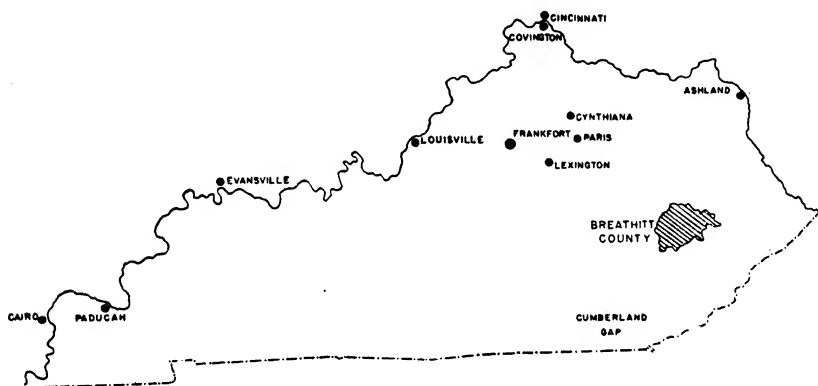 CINCINNATI
COVINGTON
ASHLAND
CYNTHIANA
LOUISVILLE
FRANKFORT
PARIS
LEXINGTON
EVANSVILLE
BREATHITT
COUNTY
CAIRO
PADUCAH
CUMBERLAND
GAP